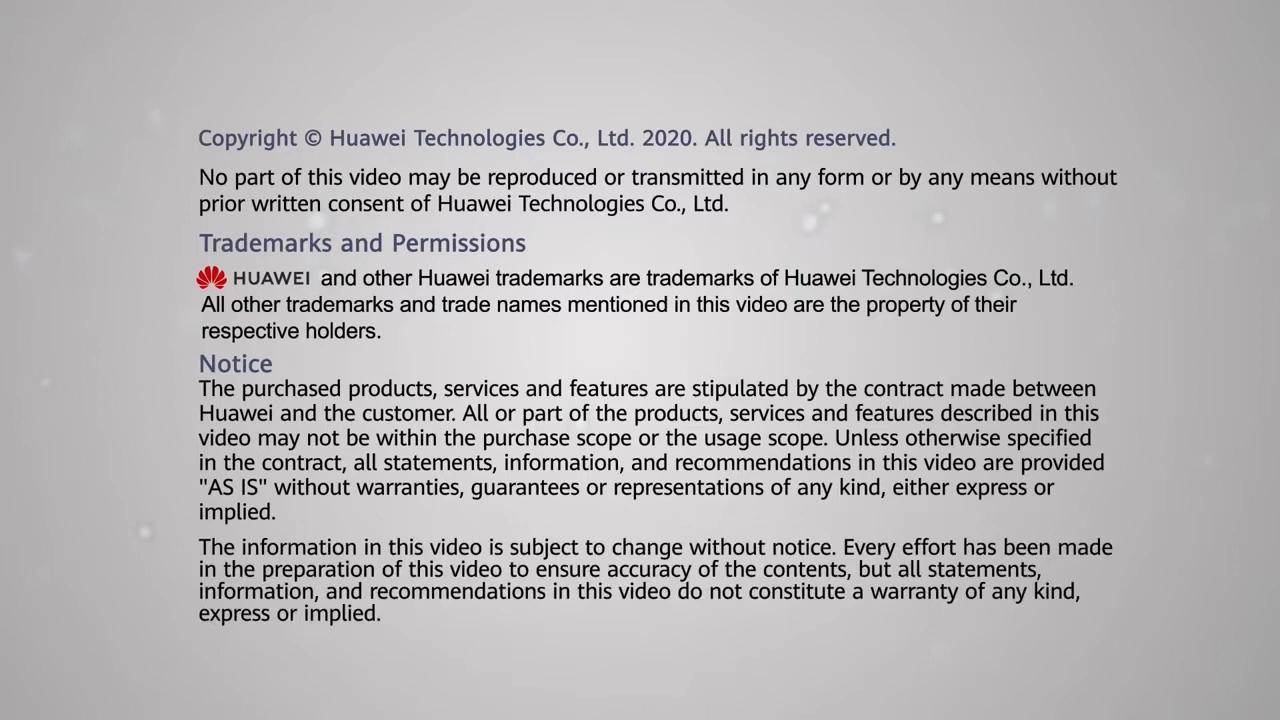 Copyright © Huawei Technologies Co., Ltd. 2020. All rights reserved.
No part of this video may be reproduced or transmitted in any form or by any means without
prior written consent of Huawei Technologies Co., Ltd.
Trademarks and Permissions
HUAWEI and other Huawei trademarks are trademarks of Huawei Technologies Co., Ltd.
All other trademarks and trade names mentioned in this video are the property of their
respective holders.
Notice
The purchased products, services and features are stipulated by the contract made between
Huawei and the customer. All or part of the products, services and features described in this
video may not be within the purchase scope or the usage scope. Unless otherwise specified
in the contract, all statements, information, and recommendations in this video are provided
"AS IS" without warranties, guarantees or representations of any kind, either express or
implied.
The information in this video is subject to change without notice. Every effort has been made
in the preparation of this video to ensure accuracy of the contents, but all statements,
information, and recommendations in this video do not constitute a warranty of any kind,
express or implied.